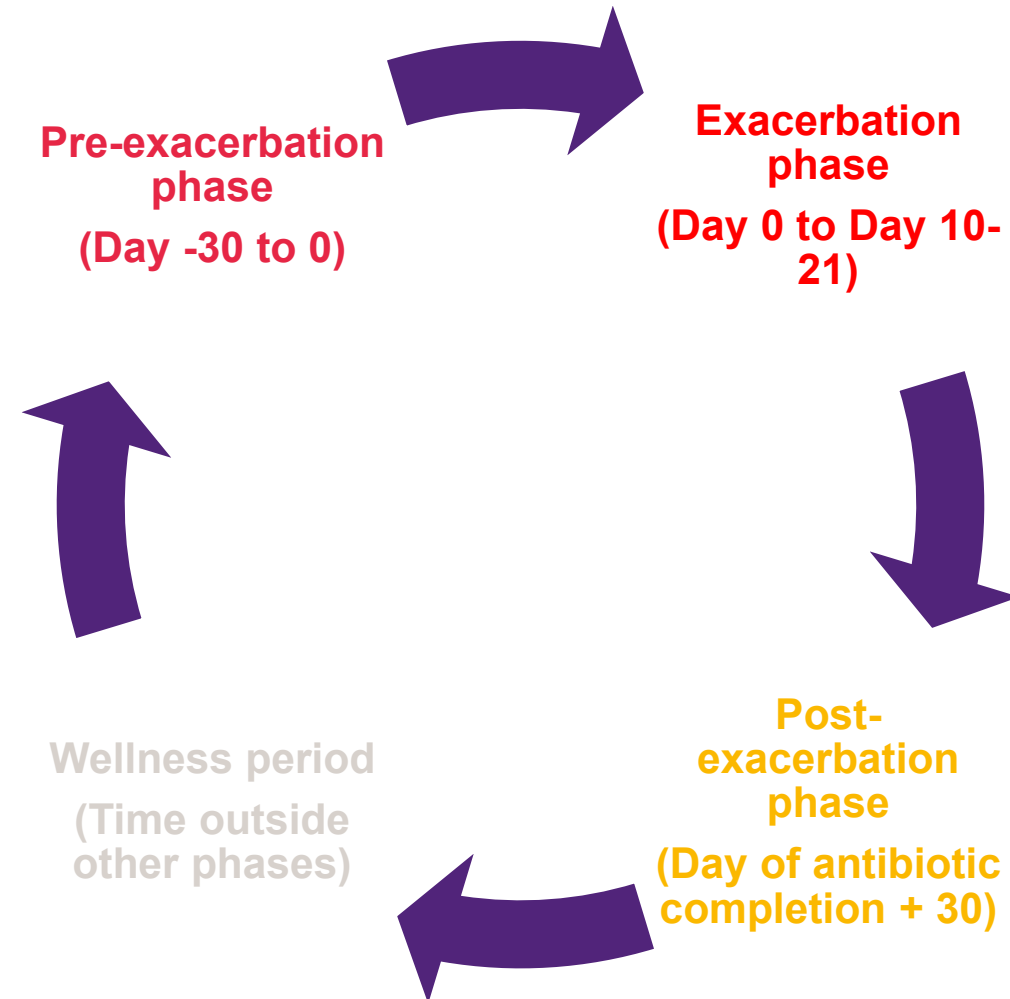 Pre-exacerbation
phase
(Day -30 to 0)
Exacerbation
phase
(Day 0 to Day 10-
21)
Post-
exacerbation
phase
(Day of antibiotic
completion + 30)
Wellness period
(Time outside
other phases)